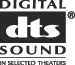 DIGITAL
dts®
SOUND
IN SELECTED THEATERS